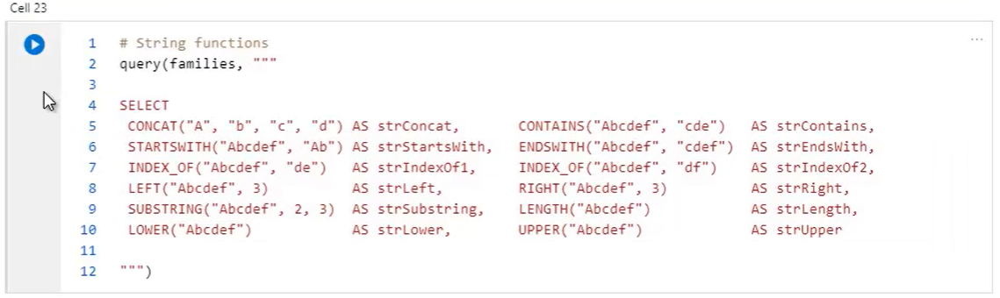 Cell 23
...
1 # String functions
2 query(families, """
3
4 SELECT
5 CONCAT("A", "b", "c", "d") AS strConcat, CONTAINS("Abcdef", "cde") AS strContains,
6 STARTSWITH("Abcdef", "Ab") AS strStartsWith, ENDSWITH("Abcdef", "cdef") AS strEndsWith,
7 INDEX_OF("Abcdef", "de") AS strIndexOf1, INDEX_OF("Abcdef", "df") AS strIndexOf2,
8 LEFT("Abcdef", 3) AS strLeft, RIGHT("Abcdef", 3) AS strRight,
9 SUBSTRING("Abcdef", 2, 3) AS strSubstring, LENGTH("Abcdef") AS strLength,
10 LOWER("Abcdef") AS strLower, UPPER("Abcdef") AS strUpper
11
12 """)